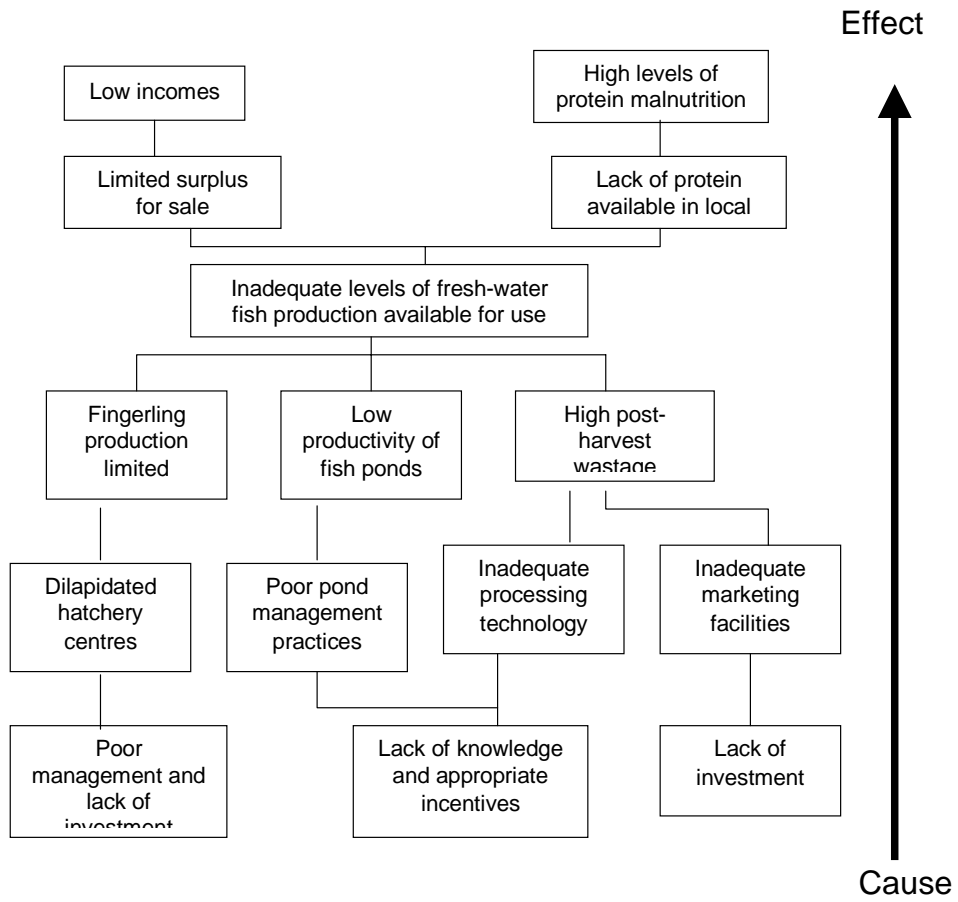 Effect
Low incomes
High levels of
protein malnutrition
Limited surplus
for sale
Lack of protein
available in local
Inadequate levels of fresh-water
fish production available for use
Fingerling
production
limited
Low
productivity of
fish ponds
High post-
harvest
wastage
Dilapidated
hatchery
centres
Poor pond
management
practices
Inadequate
processing
technology
Inadequate
marketing
facilities
Poor
management and
lack of
investment
Lack of knowledge
and appropriate
incentives
Lack of
investment
Cause